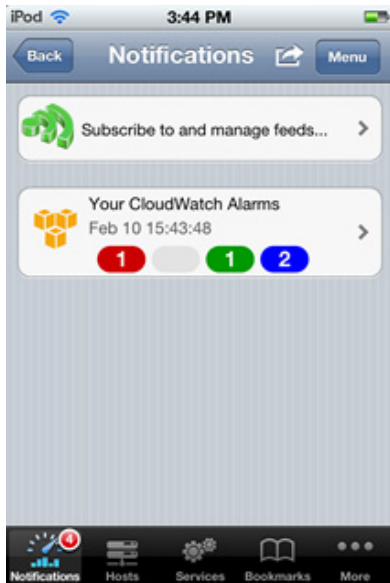 iPod 3:44 PM
Back Notifications Menu
Subscribe to and manage feeds...
Your CloudWatch Alarms
Feb 10 15:43:48
1 1 2
4
Notifications Hosts Services Bookmarks More